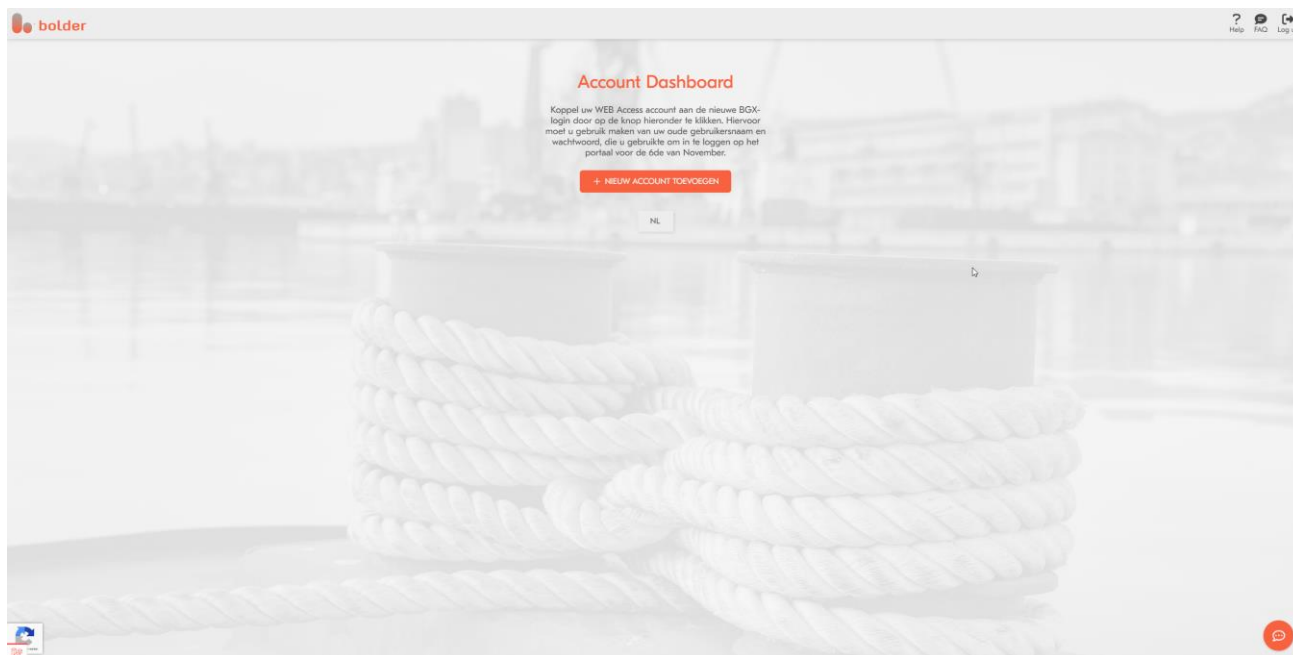 bolder
Help FAQ Log u
Account Dashboard
Koppel uw WEB Access account aan de nieuwe BGX-
login door op de knop hieronder te klikken. Hiervoor
moet u gebruik maken van uw oude gebruikersnaam en
wachtwoord, die u gebruikte om in te loggen op het
portaal voor de 6de van November.
+ NIEUW ACCOUNT TOEVOEGEN
NL